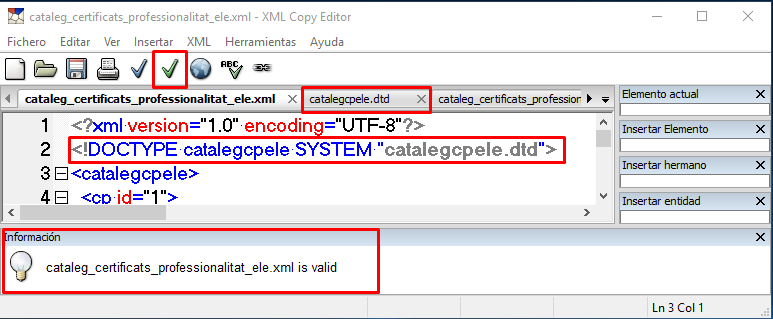 cataleg_certificats_professionalitat_ele.xml - XML Copy Editor
Fichero Editar Ver Insertar XML Herramientas Ayuda
ABC
cataleg_certificats_professionalitat_ele.xml catalegcpele.dtd cataleg_certificats_profession
1 <?xml version="1.0" encoding="UTF-8"?>
2 <!DOCTYPE catalegcpele SYSTEM "catalegcpele.dtd">
3 <catalegcpele>
4 <cp id="1">
Elemento actual
Insertar Elemento
Insertar hermano
Insertar entidad
Información
cataleg_certificats_professionalitat_ele.xml is valid
Ln 3 Col 1